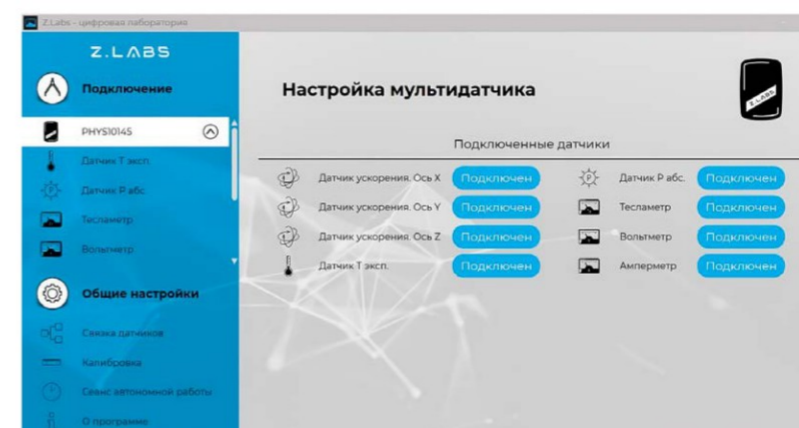 Z.Labs - цифровая лаборатория
Z.LABS
Подключение
PHYS10145
Датчик Т эксп.
Датчик Р абс.
Тесламетр
Вольтметр
Общие настройки
Связка датчиков
Калибровка
Сеанс автономной работы
О программе
Настройка мультидатчика
Z.LABS
Подключенные датчики
Датчик ускорения. Ось X Подключен Датчик Р абс. Подключен
Датчик ускорения. Ось Y Подключен Тесламетр Подключен
Датчик ускорения. Ось Z Подключен Вольтметр Подключен
Датчик Т эксп. Подключен Амперметр Подключен